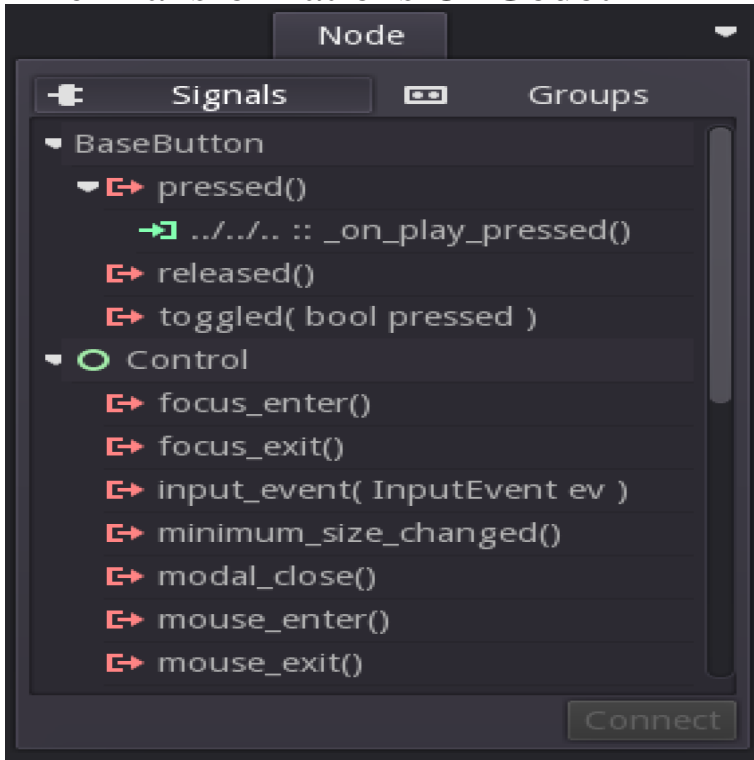 Node
Signals Groups
BaseButton
pressed()
../../.. :: _on_play_pressed()
released()
toggled( bool pressed )
Control
focus_enter()
focus_exit()
input_event( InputEvent ev )
minimum_size_changed()
modal_close()
mouse_enter()
mouse_exit()
Connect